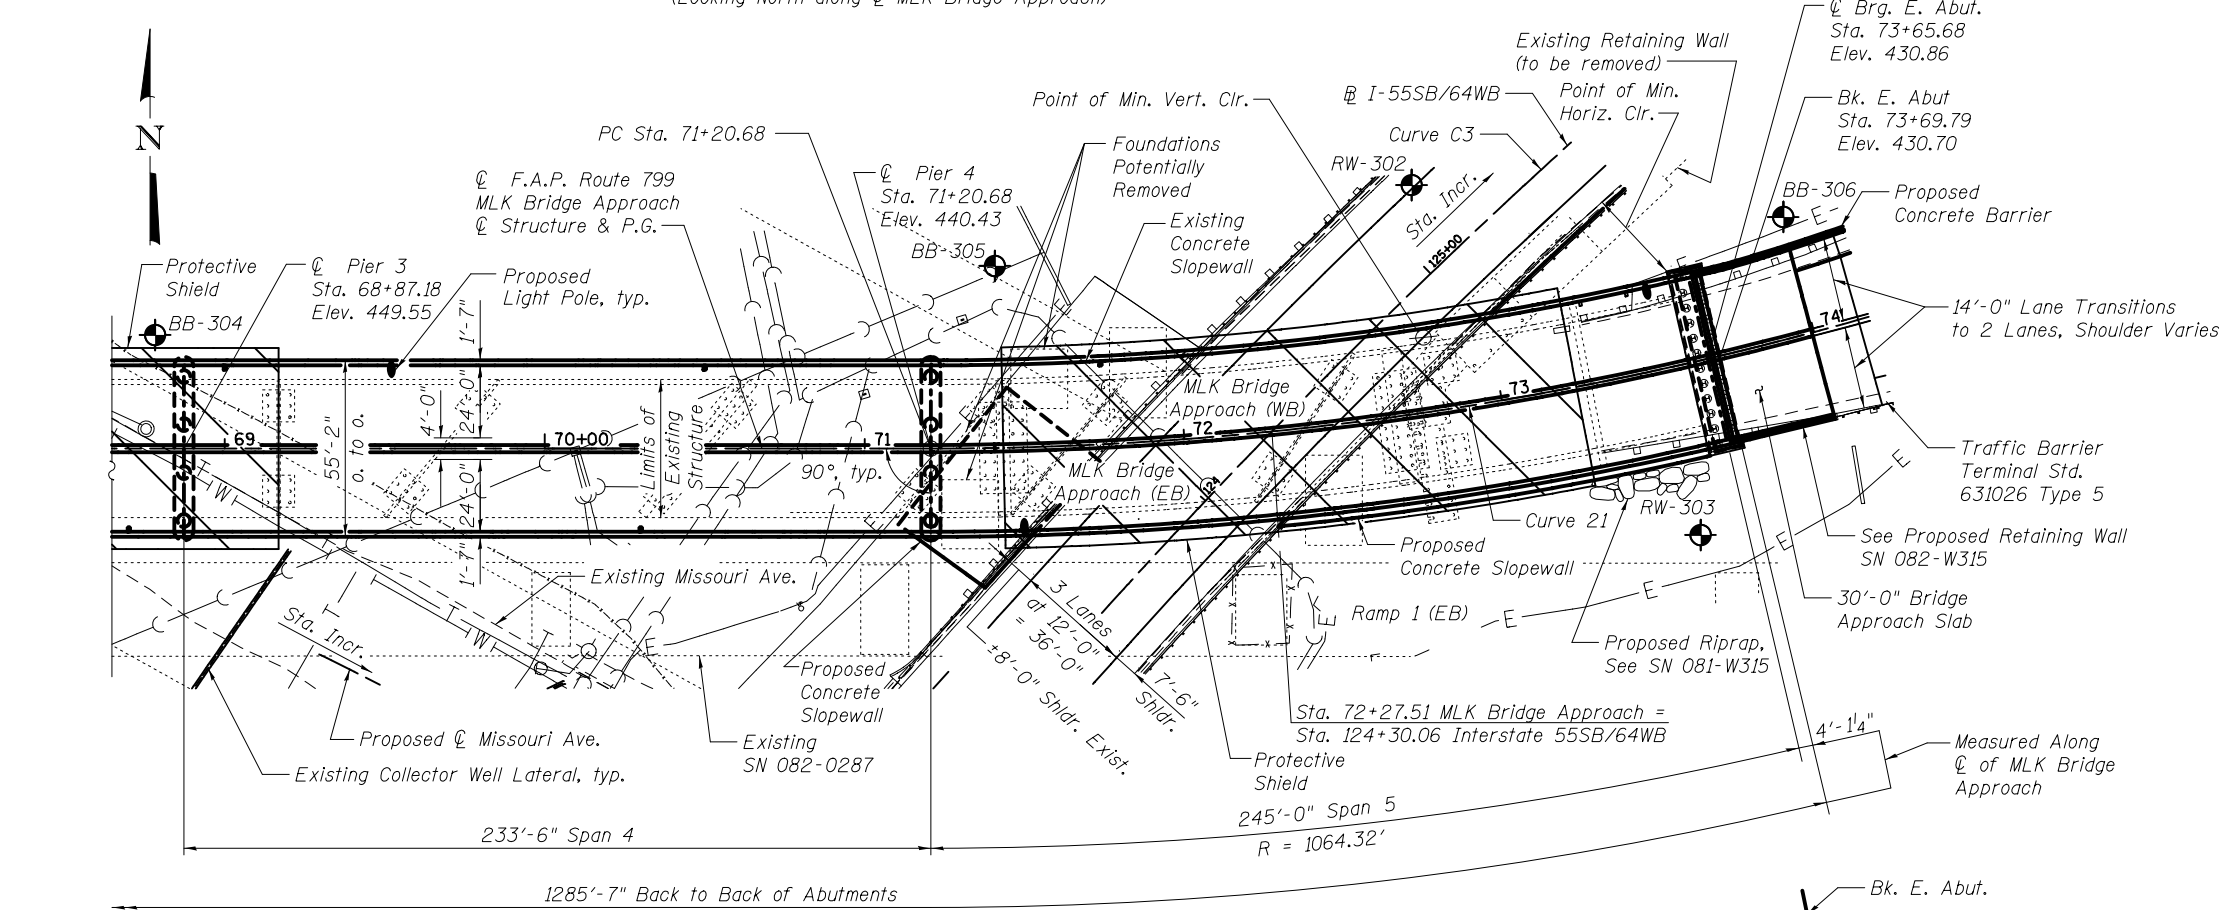 (Looking North along ℄ MLK Bridge Approach)
℄ Brg. E. Abut.
Sta. 73+65.68
Elev. 430.86
Existing Retaining Wall
(to be removed)
Point of Min.
Horiz. Clr.
Bk. E. Abut
Sta. 73+69.79
Elev. 430.70
Point of Min. Vert. Clr.
℄ I-55SB/64WB
Curve C3
RW-302
Sta. Incr.
125+00
N
PC Sta. 71+20.68
Foundations
Potentially
Removed
℄ F.A.P. Route 799
MLK Bridge Approach
℄ Structure & P.G.
℄ Pier 4
Sta. 71+20.68
Elev. 440.43
BB-305
Existing
Concrete
Slopewall
BB-306
Proposed
Concrete Barrier
E
Protective
Shield
℄ Pier 3
Sta. 68+87.18
Elev. 449.55
Proposed
Light Pole, typ.
BB-304
1'-7"
24'-0"
4'-0"
24'-0"
1'-7"
55'-2"
o. to o.
Limits of
Existing
Structure
69
70+00
71
72
73
74
90°, typ.
MLK Bridge
Approach (WB)
MLK Bridge
Approach (EB)
124
14'-0" Lane Transitions
to 2 Lanes, Shoulder Varies
Traffic Barrier
Terminal Sta.
631026 Type 5
RW-303
Curve 21
See Proposed Retaining Wall
SN 082-W315
Proposed
Concrete Slopewall
30'-0" Bridge
Approach Slab
Ramp 1 (EB)
Proposed Riprap,
See SN 081-W315
E
E
E
E
E
E
E
W
T
T
W
Existing Missouri Ave.
Sta. Incr.
3 Lanes
at 12'-0"
= 36'-0"
±8'-0" Shldr. Exist.
7'-6"
Shldr.
Proposed
Concrete
Slopewall
Proposed ℄ Missouri Ave.
Existing
SN 082-0287
Existing Collector Well Lateral, typ.
Sta. 72+27.51 MLK Bridge Approach =
Sta. 124+30.06 Interstate 55SB/64WB
Protective
Shield
4'-1¼"
Measured Along
℄ of MLK Bridge
Approach
233'-6" Span 4
245'-0" Span 5
R = 1064.32'
1285'-7" Back to Back of Abutments
Bk. E. Abut.